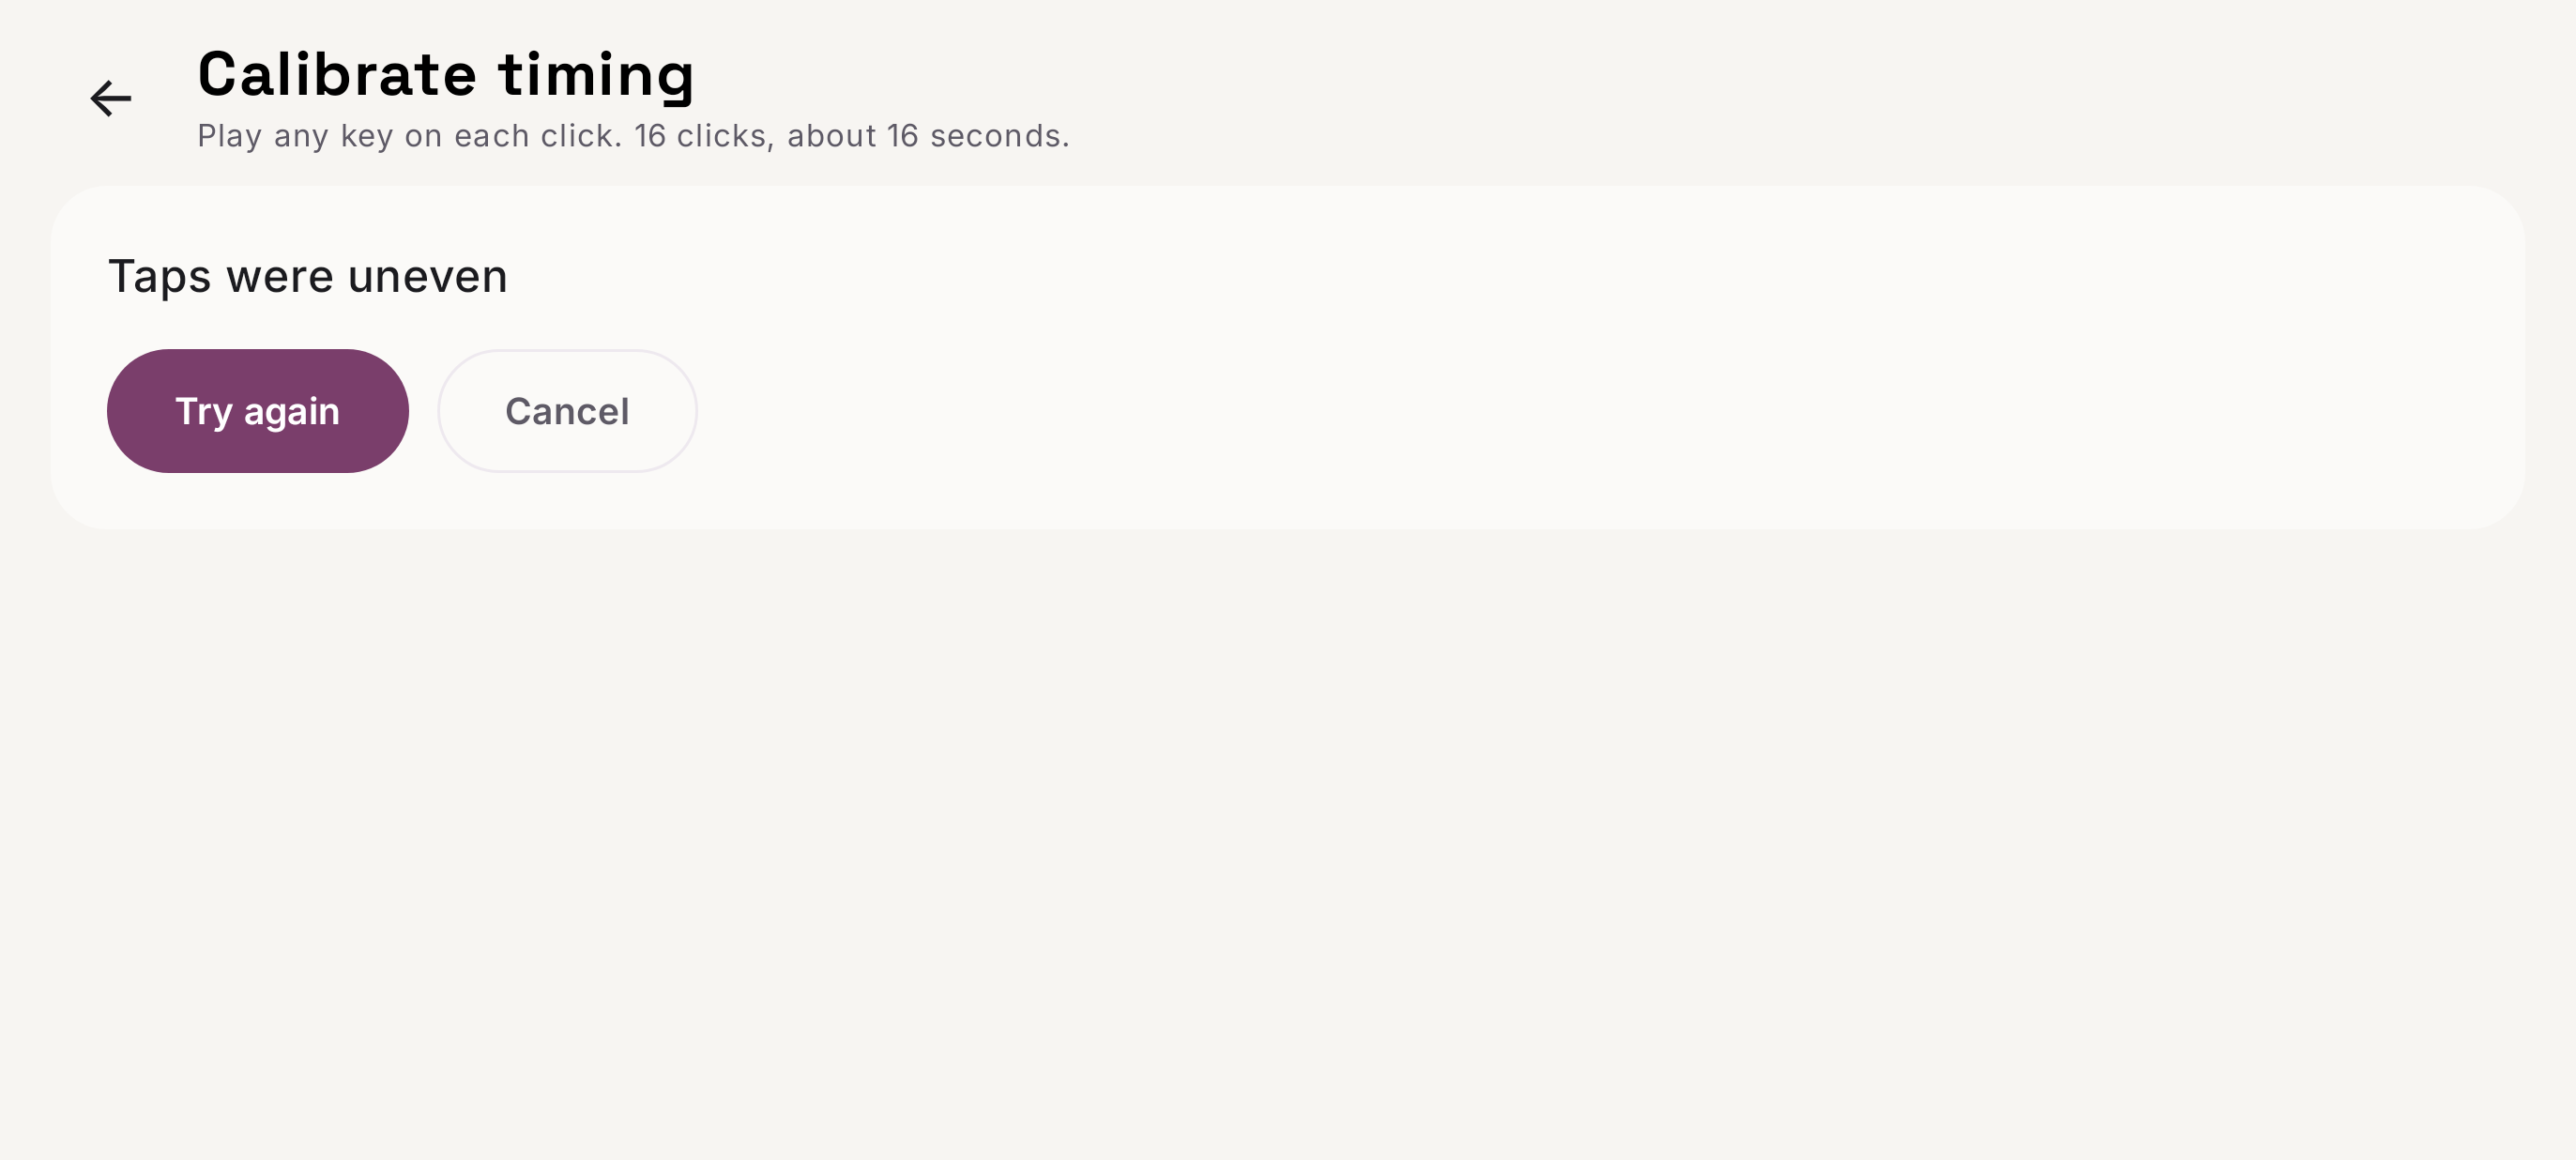 Calibrate timing
Play any key on each click. 16 clicks, about 16 seconds.
Taps were uneven
Try again
Cancel